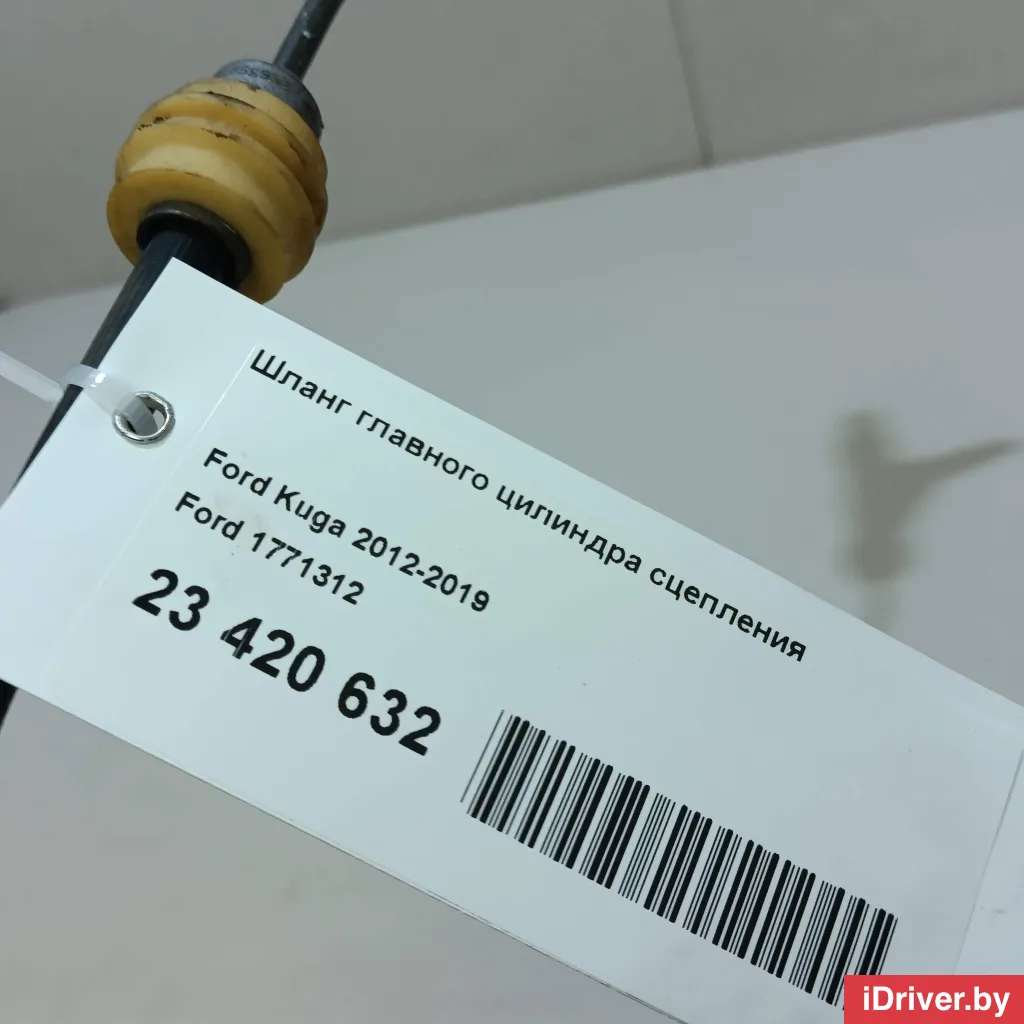 Шланг главного цилиндра сцепления
Ford Kuga 2012-2019
Ford 1771312
23 420 632
iDriver.by